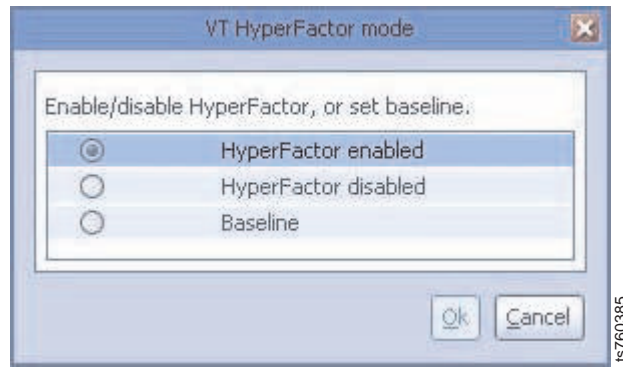 VT HyperFactor mode
Enable/disable HyperFactor, or set baseline.
HyperFactor enabled
HyperFactor disabled
Baseline
Ok
Cancel
ts760385